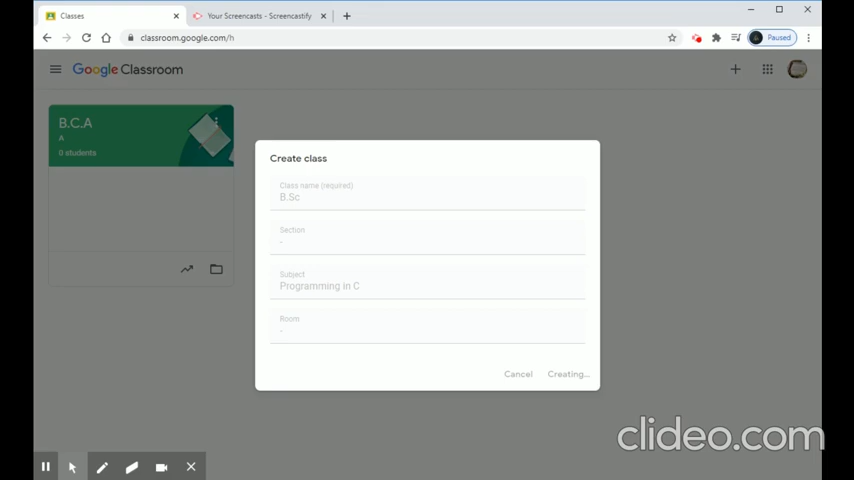 Classes
Your Screencasts - Screencastify
classroom.google.com/h
Paused
Google Classroom
B.C.A
A
0 students
Create class
Class name (required)
B.Sc
Section
-
Subject
Programming in C
Room
-
Cancel
Creating...
clideo.com